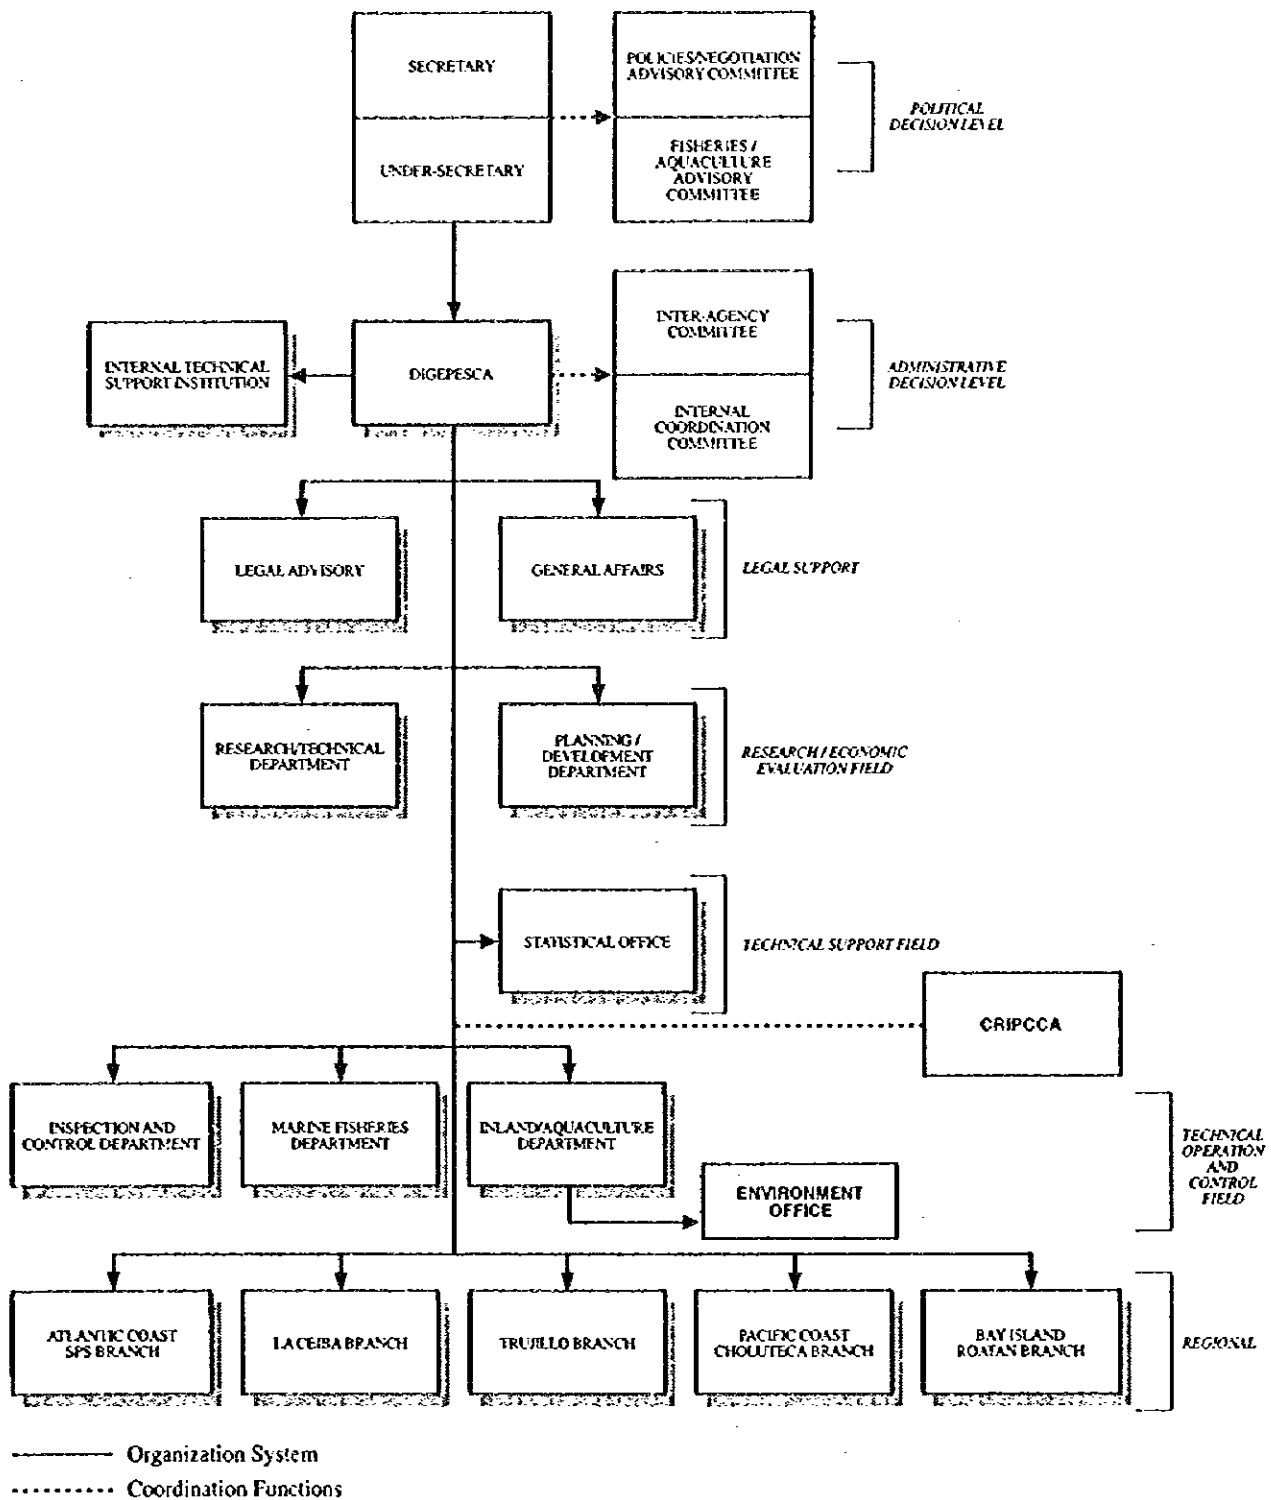 SECRETARY
UNDER-SECRETARY
POLICIES/NEGOTIATION
ADVISORY COMMITTEE
FISHERIES /
AQUACULTURE
ADVISORY
COMMITTEE
POLITICAL
DECISION LEVEL
INTERNAL TECHNICAL
SUPPORT INSTITUTION
DIGEPESCA
INTER-AGENCY
COMMITTEE
INTERNAL
COORDINATION
COMMITTEE
ADMINISTRATIVE
DECISION LEVEL
LEGAL ADVISORY
GENERAL AFFAIRS
LEGAL SUPPORT
RESEARCH/TECHNICAL
DEPARTMENT
PLANNING /
DEVELOPMENT
DEPARTMENT
RESEARCH / ECONOMIC
EVALUATION FIELD
STATISTICAL OFFICE
TECHNICAL SUPPORT FIELD
CRIPCCA
INSPECTION AND
CONTROL DEPARTMENT
MARINE FISHERIES
DEPARTMENT
INLAND/AQUACULTURE
DEPARTMENT
ENVIRONMENT
OFFICE
TECHNICAL
OPERATION
AND
CONTROL
FIELD
ATLANTIC COAST
SPS BRANCH
LA CEIBA BRANCH
TRUJILLO BRANCH
PACIFIC COAST
CHOLUTECA BRANCH
BAY ISLAND
ROATAN BRANCH
REGIONAL
Organization System
Coordination Functions